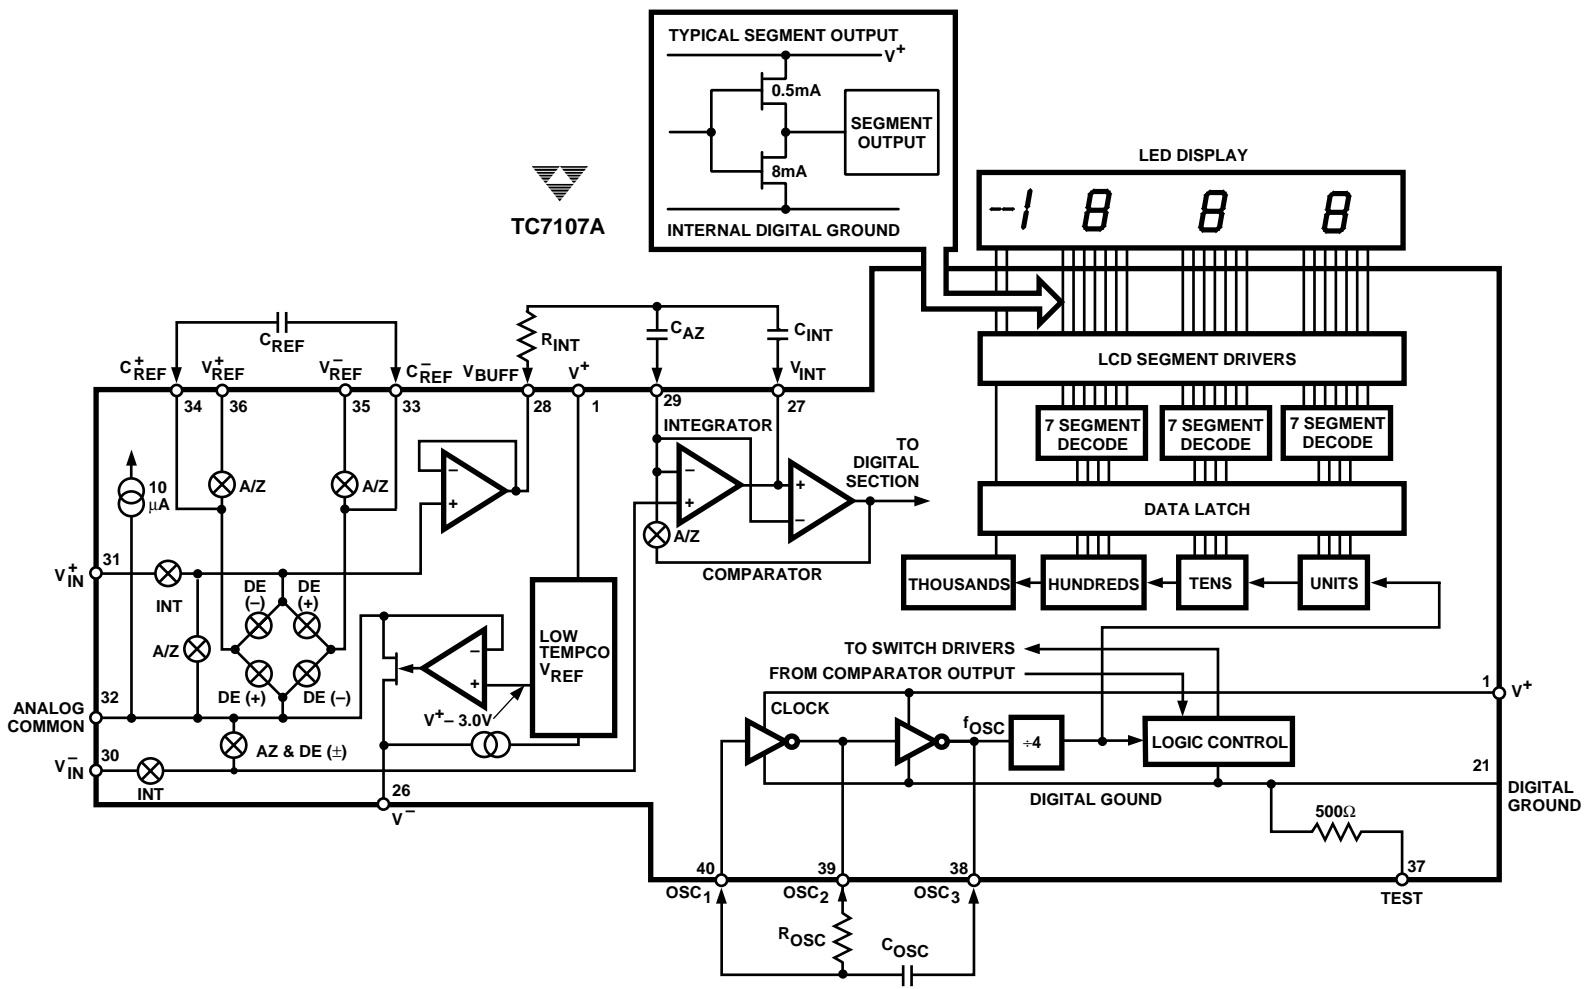 TYPICAL SEGMENT OUTPUT
V+
0.5mA
SEGMENT
OUTPUT
8mA
INTERNAL DIGITAL GROUND
TC7107A
LED DISPLAY
-1 8 8 8
LCD SEGMENT DRIVERS
7 SEGMENT
DECODE
7 SEGMENT
DECODE
7 SEGMENT
DECODE
DATA LATCH
THOUSANDS
HUNDREDS
TENS
UNITS
CREF
RINT
CAZ
CINT
C+REF
V+REF
V–REF
C–REF
VBUFF
V+
VINT
34
36
35
33
28
1
29
27
INTEGRATOR
TO
DIGITAL
SECTION
10
µA
A/Z
A/Z
–
+
–
+
+
–
A/Z
COMPARATOR
31
V+IN
INT
DE
(–)
DE
(+)
A/Z
DE (+)
DE (–)
–
+
LOW
TEMPCO
VREF
V+ – 3.0V
32
ANALOG
COMMON
AZ & DE (±)
30
V–IN
INT
26
V–
TO SWITCH DRIVERS
FROM COMPARATOR OUTPUT
1
V+
CLOCK
fOSC
÷4
LOGIC CONTROL
21
DIGITAL GOUND
DIGITAL
GROUND
500Ω
40
39
38
37
OSC1
OSC2
OSC3
TEST
ROSC
COSC